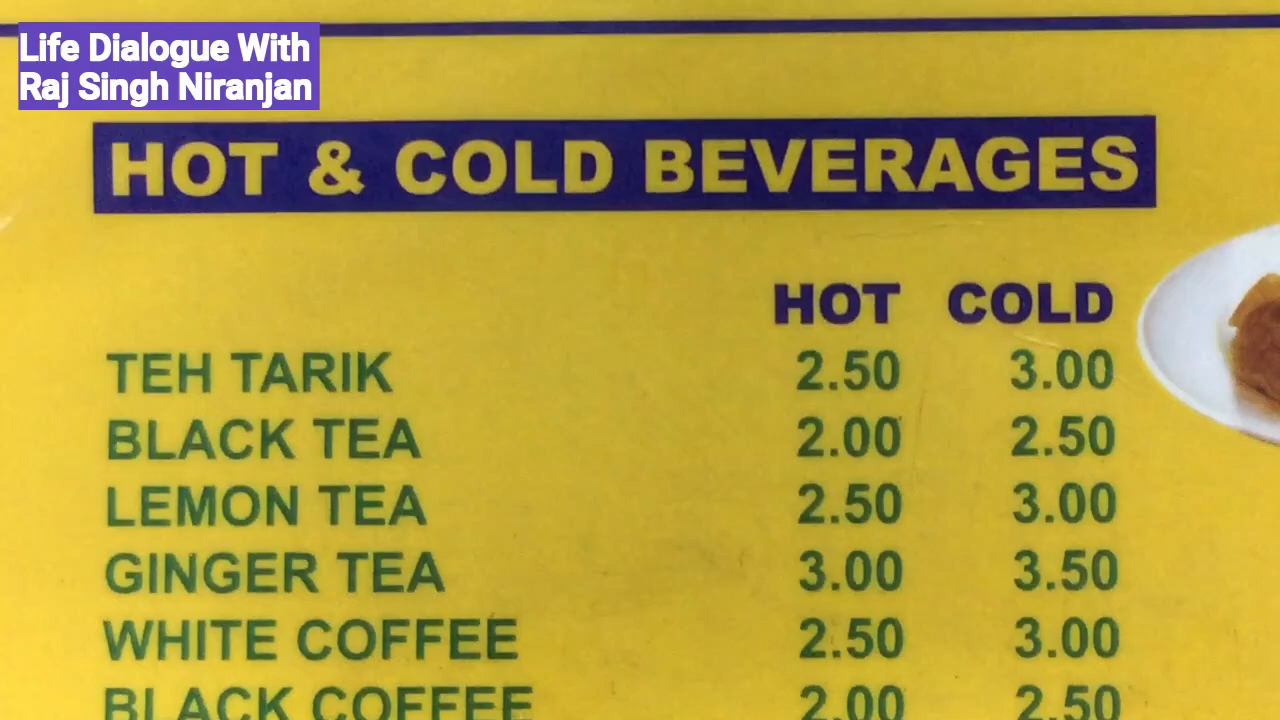 Life Dialogue With
Raj Singh Niranjan
HOT & COLD BEVERAGES
HOT COLD
TEH TARIK 2.50 3.00
BLACK TEA 2.00 2.50
LEMON TEA 2.50 3.00
GINGER TEA 3.00 3.50
WHITE COFFEE 2.50 3.00
BLACK COFFEE 2.00 2.50